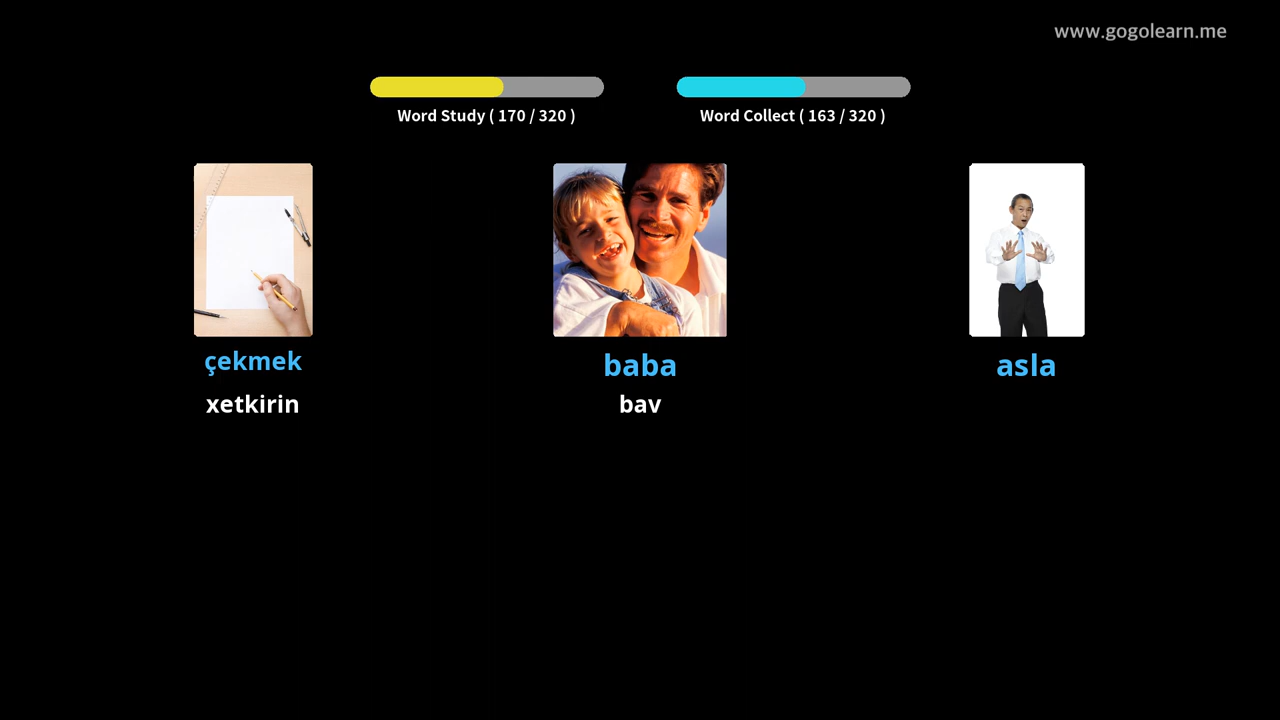 www.gogolearn.me
Word Study ( 170 / 320 )
Word Collect ( 163 / 320 )
çekmek
xetkirin
baba
bav
asla